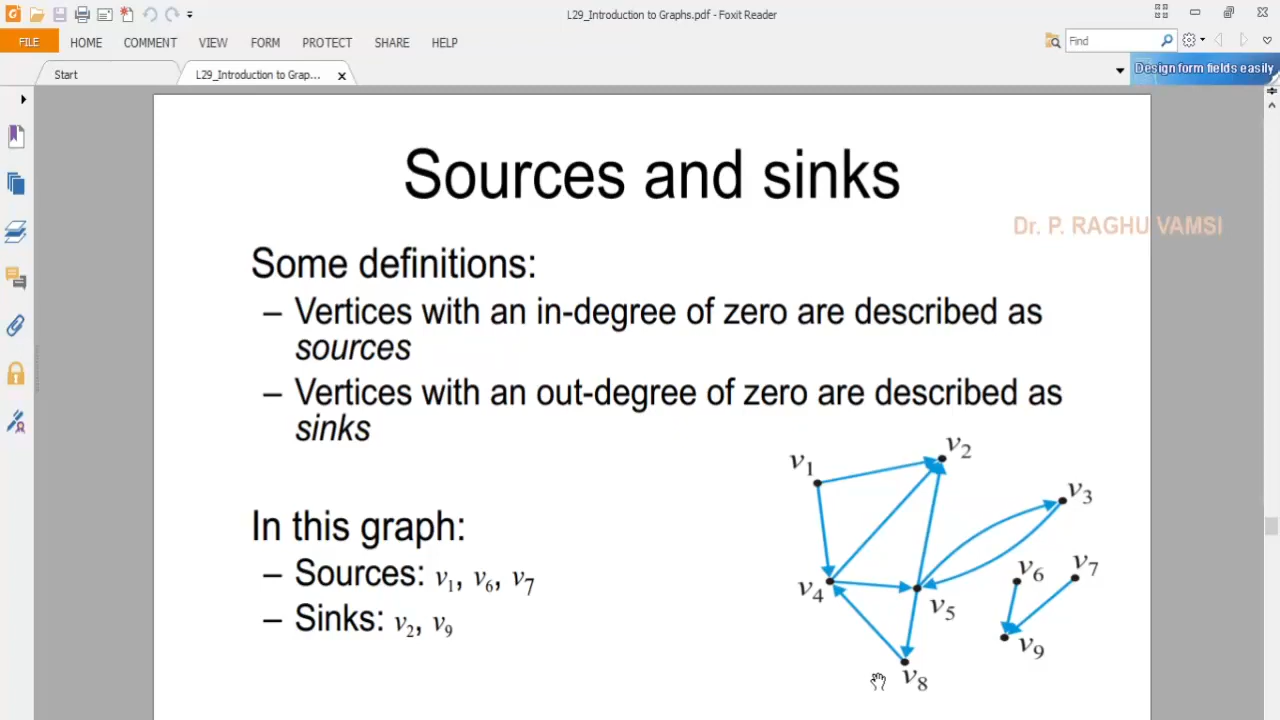 L29_Introduction to Graphs.pdf - Foxit Reader
FILE HOME COMMENT VIEW FORM PROTECT SHARE HELP
Find
Start
L29_Introduction to Grap...
Design form fields easily
Sources and sinks
Dr. P. RAGHU VAMSI
Some definitions:
– Vertices with an in-degree of zero are described as
sources
– Vertices with an out-degree of zero are described as
sinks
In this graph:
– Sources: v1, v6, v7
– Sinks: v2, v9
v1
v2
v3
v4
v5
v6
v7
v8
v9